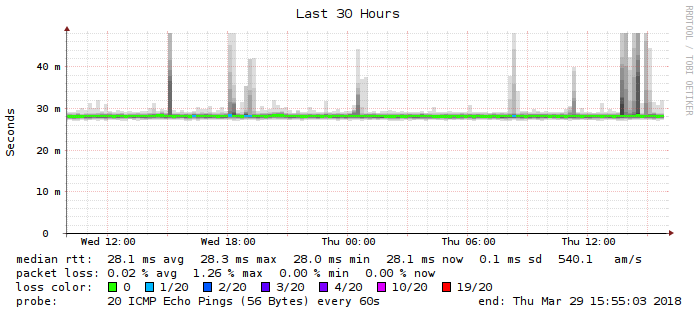 Last 30 Hours
RRDTOOL / TOBI OETIKER
Seconds
40 m
30 m
20 m
10 m
0
Wed 12:00 Wed 18:00 Thu 00:00 Thu 06:00 Thu 12:00
median rtt: 28.1 ms avg 28.3 ms max 28.0 ms min 28.1 ms now 0.1 ms sd 540.1 am/s
packet loss: 0.02 % avg 1.26 % max 0.00 % min 0.00 % now
loss color: 0 1/20 2/20 3/20 4/20 10/20 19/20
probe: 20 ICMP Echo Pings (56 Bytes) every 60s end: Thu Mar 29 15:55:03 2018